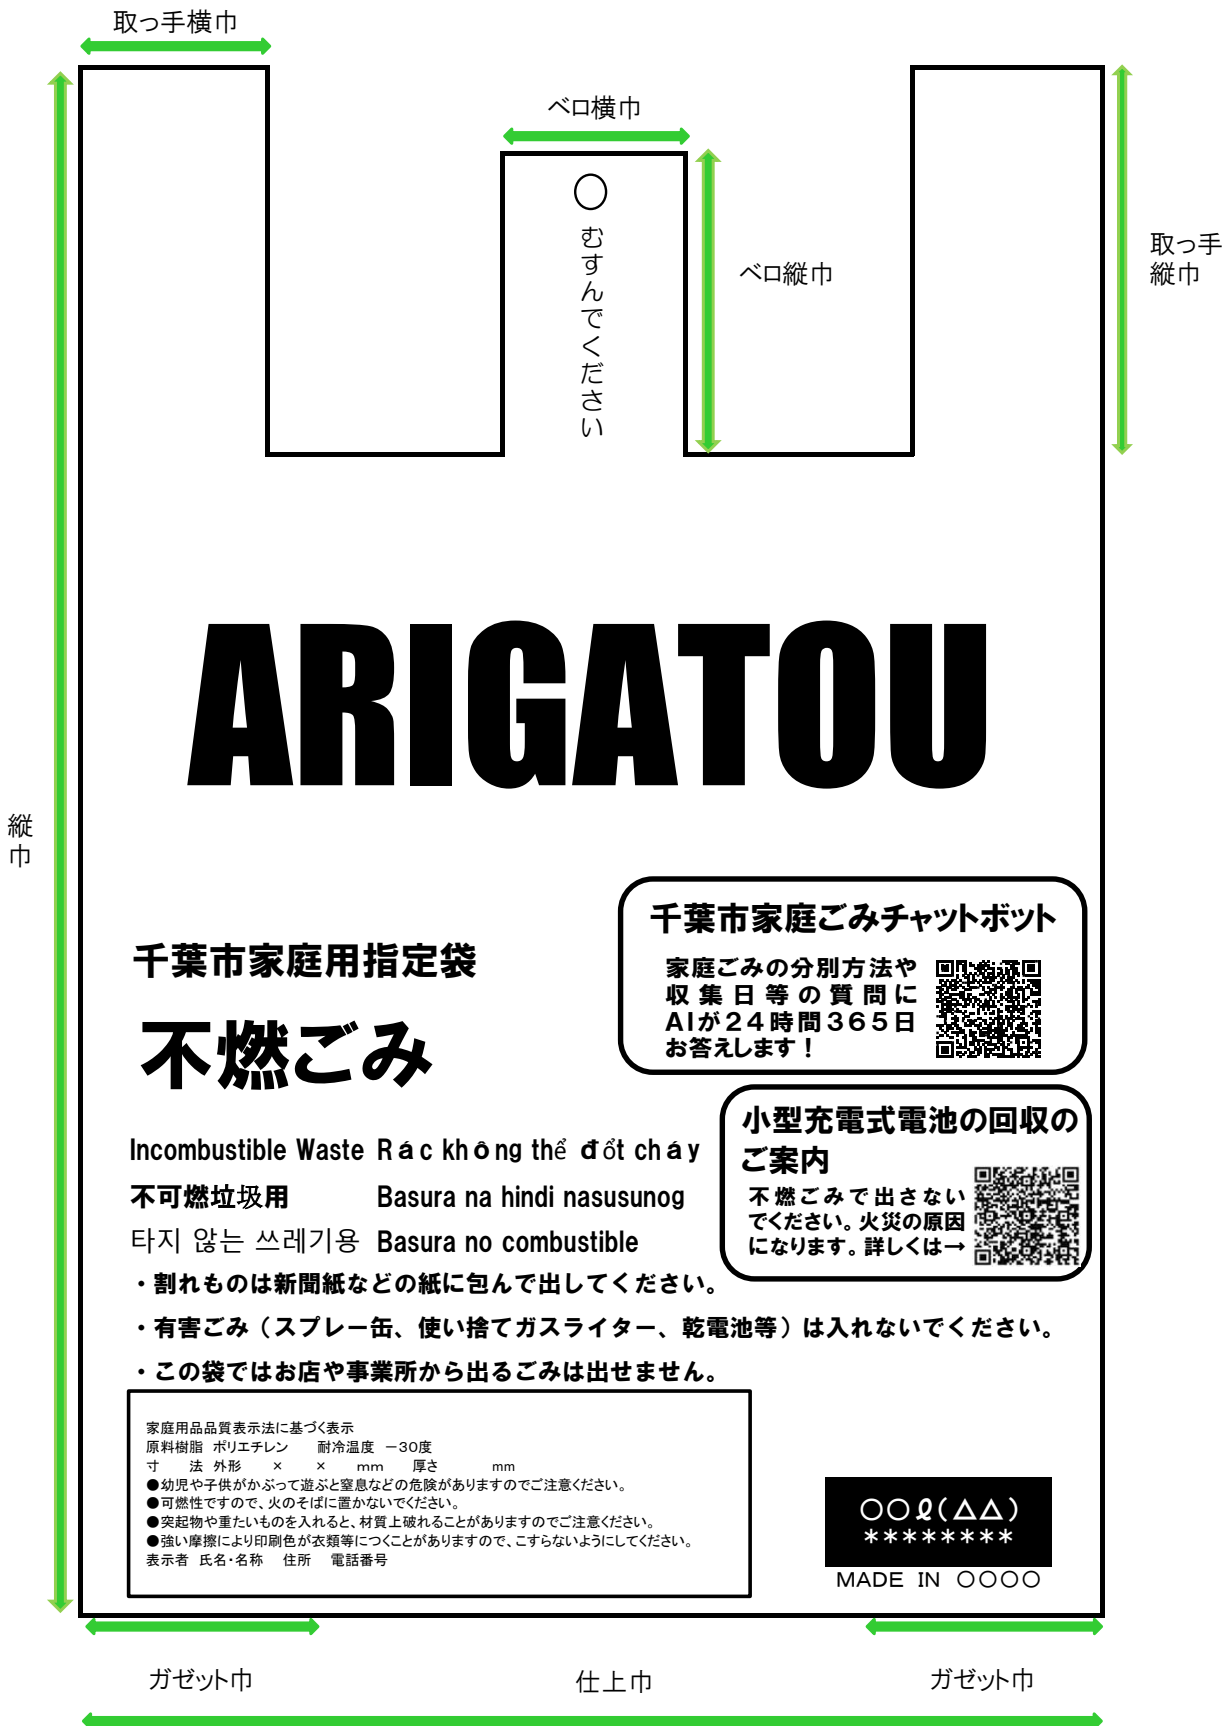 取っ手横巾
ベロ横巾
むすんでください
ベロ縦巾
取っ手
縦巾
縦
巾
ARIGATOU
千葉市家庭ごみチャットボット
家庭ごみの分別方法や
収集日等の質問に
AIが24時間365日
お答えします！
千葉市家庭用指定袋
不燃ごみ
小型充電式電池の回収の
ご案内
不燃ごみで出さない
でください。火災の原因
になります。詳しくは→
Incombustible Waste Rác không thể đốt cháy
不可燃垃圾用 Basura na hindi nasusunog
타지 않는 쓰레기용 Basura no combustible
・割れものは新聞紙などの紙に包んで出してください。
・有害ごみ（スプレー缶、使い捨てガスライター、乾電池等）は入れないでください。
・この袋ではお店や事業所から出るごみは出せません。
家庭用品品質表示法に基づく表示
原料樹脂 ポリエチレン 耐冷温度 －30度
寸 法 外形 × × mm 厚さ mm
●幼児や子供がかぶって遊ぶと窒息などの危険がありますのでご注意ください。
●可燃性ですので、火のそばに置かないでください。
●突起物や重たいものを入れると、材質上破れることがありますのでご注意ください。
●強い摩擦により印刷色が衣類等につくことがありますので、こすらないようにしてください。
表示者 氏名・名称 住所 電話番号
○○ℓ(△△)
********
MADE IN ○○○○
ガゼット巾
仕上巾
ガゼット巾